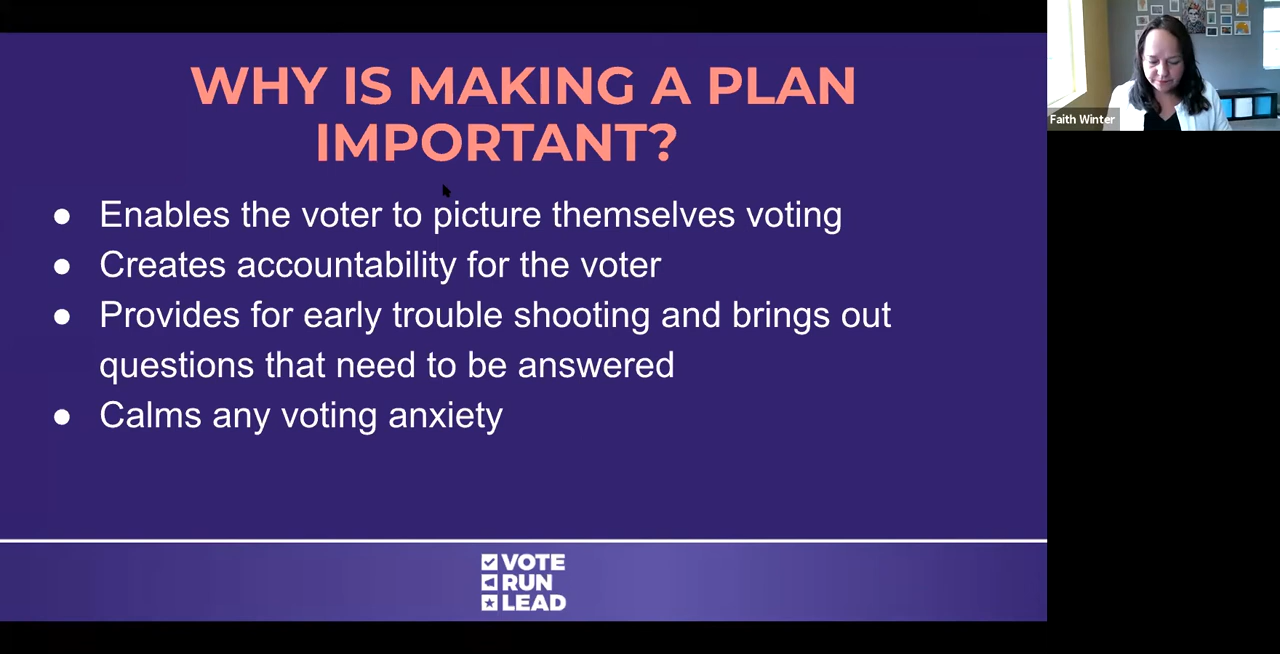 WHY IS MAKING A PLAN
IMPORTANT?
● Enables the voter to picture themselves voting
● Creates accountability for the voter
● Provides for early trouble shooting and brings out
questions that need to be answered
● Calms any voting anxiety
VOTE
RUN
LEAD
Faith Winter